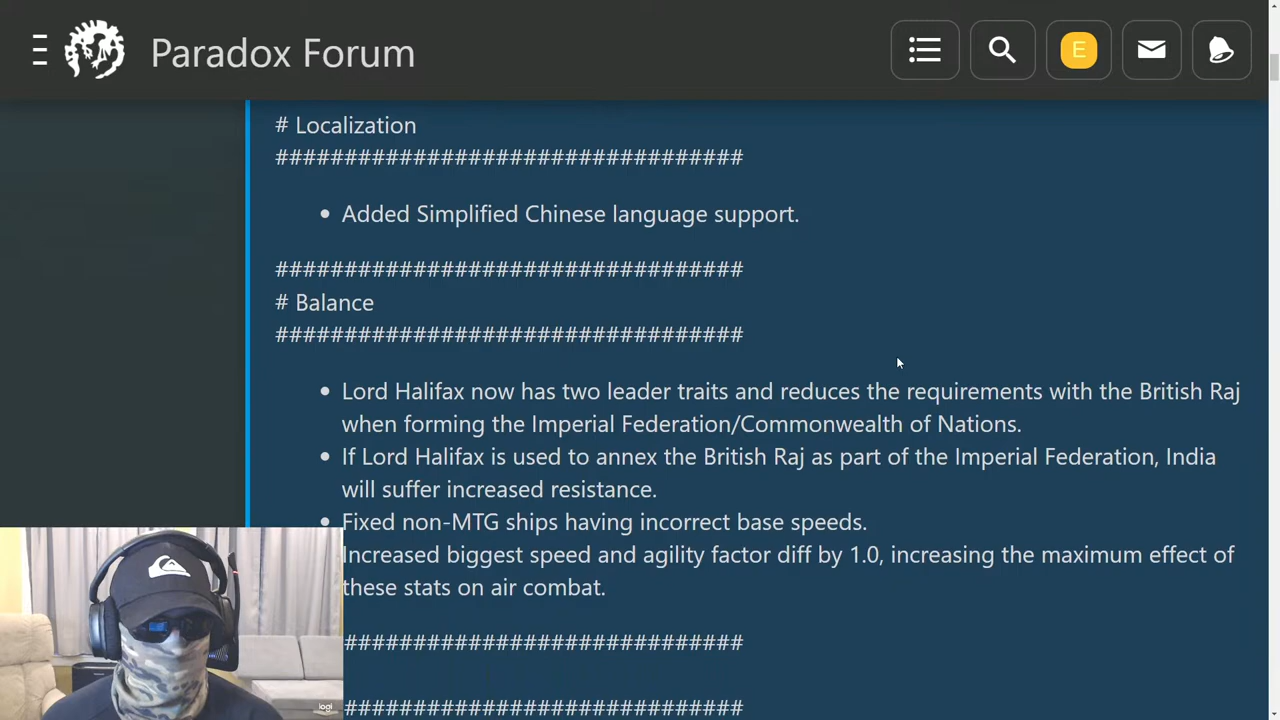 Paradox Forum
E
# Localization
##################################
Added Simplified Chinese language support.
##################################
# Balance
##################################
Lord Halifax now has two leader traits and reduces the requirements with the British Raj
when forming the Imperial Federation/Commonwealth of Nations.
If Lord Halifax is used to annex the British Raj as part of the Imperial Federation, India
will suffer increased resistance.
Fixed non-MTG ships having incorrect base speeds.
Increased biggest speed and agility factor diff by 1.0, increasing the maximum effect of
these stats on air combat.
#############################
#############################
logi